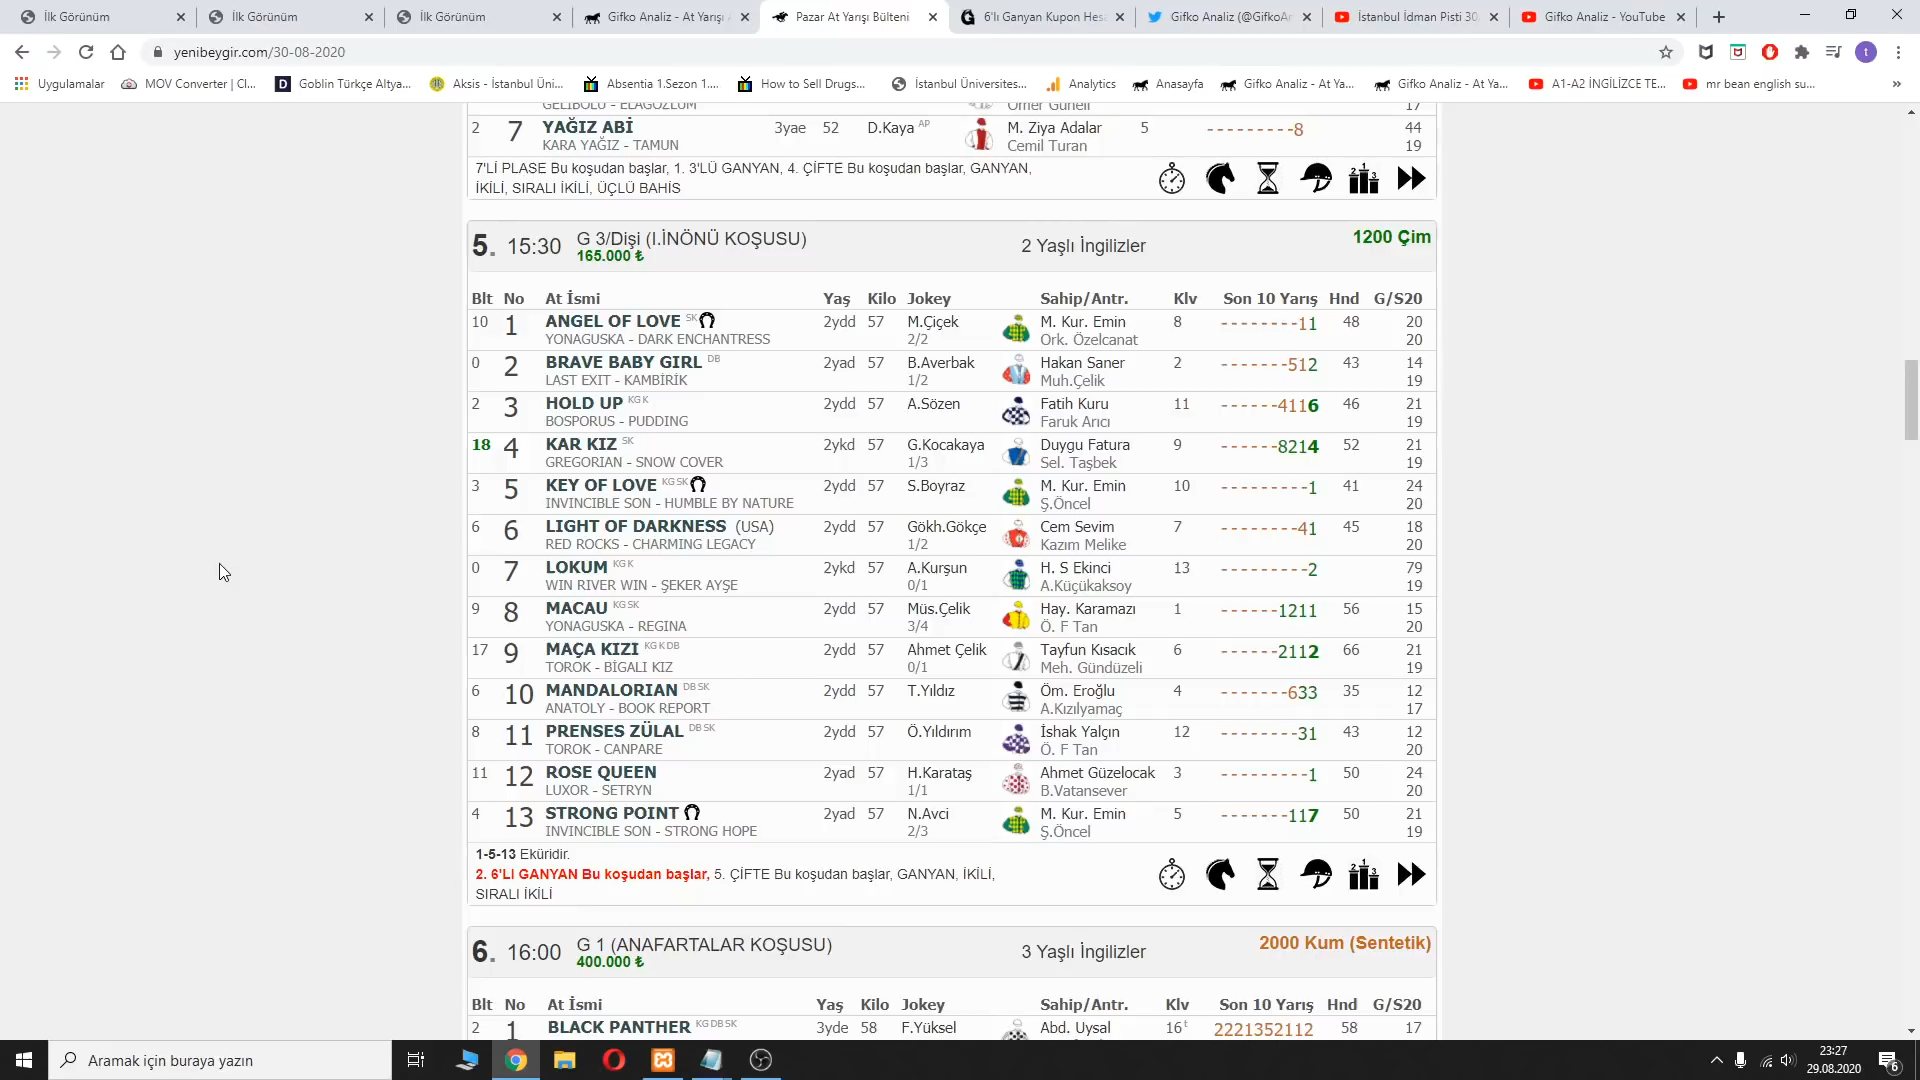 İlk Görünüm
İlk Görünüm
İlk Görünüm
Gifko Analiz - At Yarışı
Pazar At Yarışı Bülteni
6'lı Ganyan Kupon Hes
Gifko Analiz (@GifkoAn
İstanbul İdman Pisti 30
Gifko Analiz - YouTube
yenibeygir.com/30-08-2020
t
Uygulamalar
MOV Converter | Cl...
Goblin Türkçe Altya...
Aksis - İstanbul Üni...
Absentia 1.Sezon 1....
How to Sell Drugs...
İstanbul Üniversites...
Analytics
Anasayfa
Gifko Analiz - At Ya...
Gifko Analiz - At Ya...
A1-A2 İNGİLİZCE TE...
mr bean english su...
»
GELİBOLU - ELAGÖZLÜM Ömer Güneli 17
2 7 YAĞIZ ABİ 3yae 52 D.Kaya AP M. Ziya Adalar 5 ---------8 44
KARA YAĞIZ - TAMUN Cemil Turan 19
7'Lİ PLASE Bu koşudan başlar, 1. 3'LÜ GANYAN, 4. ÇİFTE Bu koşudan başlar, GANYAN,
İKİLİ, SIRALI İKİLİ, ÜÇLÜ BAHİS
5. 15:30 G 3/Dişi (I.İNÖNÜ KOŞUSU) 2 Yaşlı İngilizler 1200 Çim
165.000 ₺
Blt No At İsmi Yaş Kilo Jokey Sahip/Antr. Klv Son 10 Yarış Hnd G/S20
10 1 ANGEL OF LOVE SK 2ydd 57 M.Çiçek M. Kur. Emin 8 --------11 48 20
YONAGUSKA - DARK ENCHANTRESS 2/2 Ork. Özelcanat 20
0 2 BRAVE BABY GIRL DB 2yad 57 B.Averbak Hakan Saner 2 -------512 43 14
LAST EXIT - KAMBİRİK 1/2 Muh.Çelik 19
2 3 HOLD UP KG K 2ydd 57 A.Sözen Fatih Kuru 11 ------4116 46 21
BOSPORUS - PUDDING Faruk Arıcı 19
18 4 KAR KIZ SK 2ykd 57 G.Kocakaya Duygu Fatura 9 ------8214 52 21
GREGORIAN - SNOW COVER 1/3 Sel. Taşbek 19
3 5 KEY OF LOVE KG SK 2ydd 57 S.Boyraz M. Kur. Emin 10 ---------1 41 24
INVINCIBLE SON - HUMBLE BY NATURE Ş.Öncel 20
6 6 LIGHT OF DARKNESS (USA) 2ydd 57 Gökh.Gökçe Cem Sevim 7 --------41 45 18
RED ROCKS - CHARMING LEGACY 1/2 Kazım Melike 20
0 7 LOKUM KG K 2ykd 57 A.Kurşun H. S Ekinci 13 ---------2 79
WIN RIVER WIN - ŞEKER AYŞE 0/1 A.Küçükaksoy 19
9 8 MACAU KG SK 2ydd 57 Müs.Çelik Hay. Karamazı 1 ------1211 56 15
YONAGUSKA - REGINA 3/4 Ö. F Tan 20
17 9 MAÇA KIZI KG K DB 2ydd 57 Ahmet Çelik Tayfun Kısacık 6 ------2112 66 21
TOROK - BİGALI KIZ 0/1 Meh. Gündüzeli 19
6 10 MANDALORIAN DB SK 2ydd 57 T.Yıldız Öm. Eroğlu 4 -------633 35 12
ANATOLY - BOOK REPORT A.Kızılyamaç 17
8 11 PRENSES ZÜLAL DB SK 2ydd 57 Ö.Yıldırım İshak Yalçın 12 --------31 43 12
TOROK - CANPARE Ö. F Tan 20
11 12 ROSE QUEEN 2yad 57 H.Karataş Ahmet Güzelocak 3 ---------1 50 24
LUXOR - SETRYN 1/1 B.Vatansever 20
4 13 STRONG POINT 2yad 57 N.Avci M. Kur. Emin 5 -------117 50 21
INVINCIBLE SON - STRONG HOPE 2/3 Ş.Öncel 19
1-5-13 Eküridir.
2. 6'LI GANYAN Bu koşudan başlar, 5. ÇİFTE Bu koşudan başlar, GANYAN, İKİLİ,
SIRALI İKİLİ
6. 16:00 G 1 (ANAFARTALAR KOŞUSU) 3 Yaşlı İngilizler 2000 Kum (Sentetik)
400.000 ₺
Blt No At İsmi Yaş Kilo Jokey Sahip/Antr. Klv Son 10 Yarış Hnd G/S20
2 1 BLACK PANTHER KG DB SK 3yde 58 F.Yüksel Abd. Uysal 16 t 2221352112 58 17
Aramak için buraya yazın
23:27
29.08.2020
6